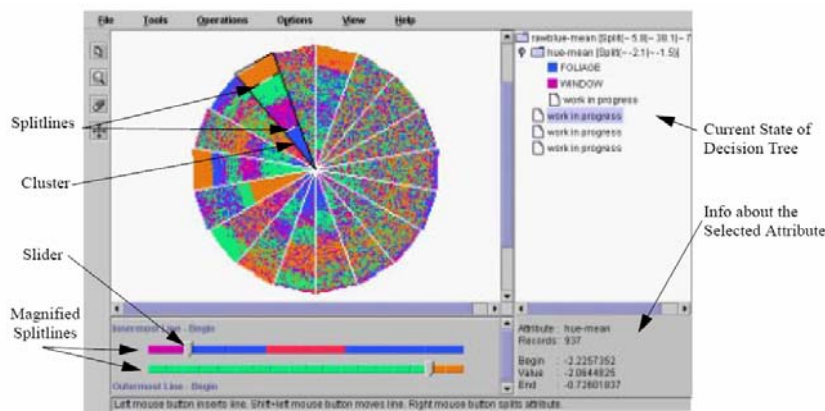 File Tools Operations Options View Help
rawblue-mean [Split(~ 5.8|~ 38.1|~ 7
hue-mean [Split(~ -2.1|~ -1.5)[
FOLIAGE
WINDOW
work in progress
work in progress
work in progress
work in progress
Splitlines
Cluster
Slider
Magnified
Splitlines
Current State of
Decision Tree
Info about the
Selected Attribute
Innermost Line - Begin
Outermost Line - Begin
Attribute : hue-mean
Records : 937
Begin : -2.2257352
Value : -2.0644826
End : -0.72601837
Left mouse button inserts line. Shift+left mouse button moves line. Right mouse button splits attribute.